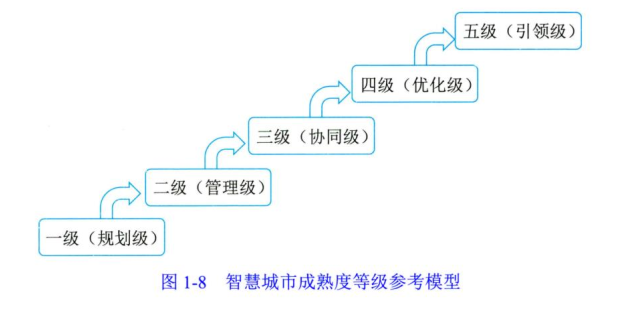 五级（引领级）
四级（优化级）
三级（协同级）
二级（管理级）
一级（规划级）
图 1-8 智慧城市成熟度等级参考模型